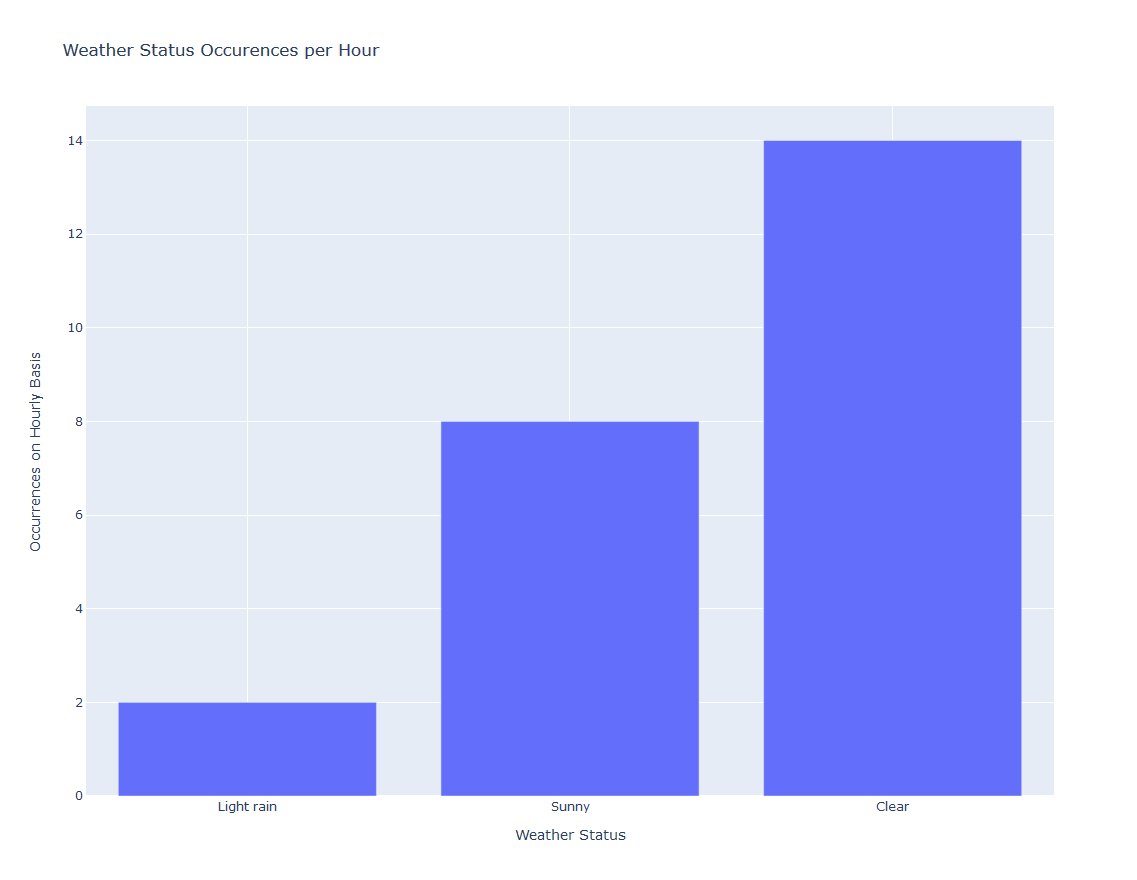 Weather Status Occurences per Hour
Occurrences on Hourly Basis
14
12
10
8
6
4
2
0
Light rain
Sunny
Clear
Weather Status